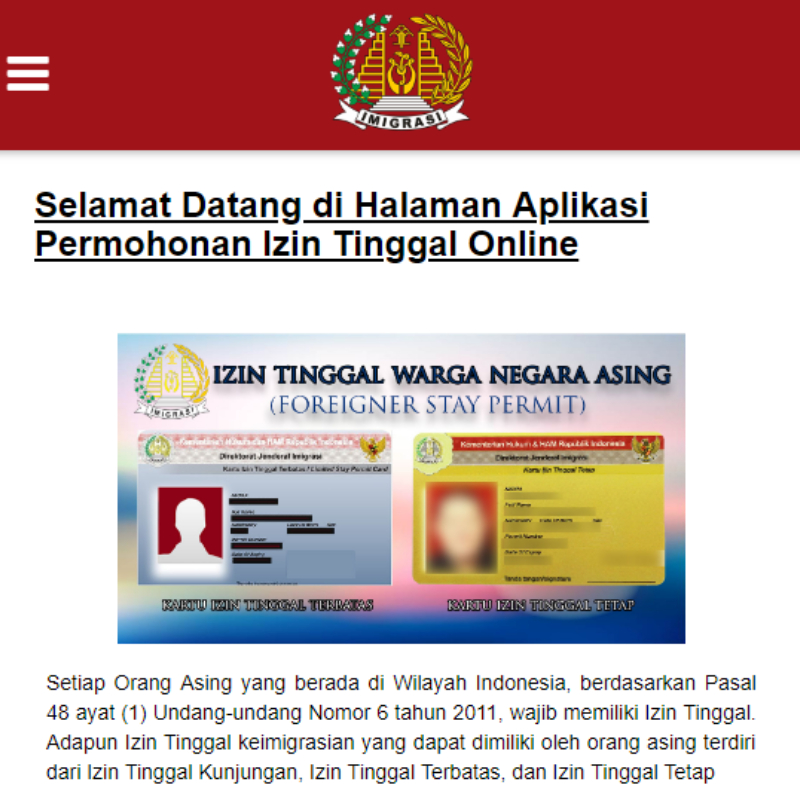 IMIGRASI
Selamat Datang di Halaman Aplikasi
Permohonan Izin Tinggal Online
IZIN TINGGAL WARGA NEGARA ASING
(FOREIGNER STAY PERMIT)
IMIGRASI
Kementerian Hukum dan HAM Republik Indonesia
Direktorat Jenderal Imigrasi
Kartu Izin Tinggal Terbatas / Limited Stay Permit Card
Kementerian Hukum & HAM Republik Indonesia
Direktorat Jenderal Imigrasi
Kartu Izin Tinggal Tetap
Permit Number
Tanda tangan/signature
KARTU IZIN TINGGAL TERBATAS
KARTU IZIN TINGGAL TETAP
Setiap Orang Asing yang berada di Wilayah Indonesia, berdasarkan Pasal
48 ayat (1) Undang-undang Nomor 6 tahun 2011, wajib memiliki Izin Tinggal.
Adapun Izin Tinggal keimigrasian yang dapat dimiliki oleh orang asing terdiri
dari Izin Tinggal Kunjungan, Izin Tinggal Terbatas, dan Izin Tinggal Tetap